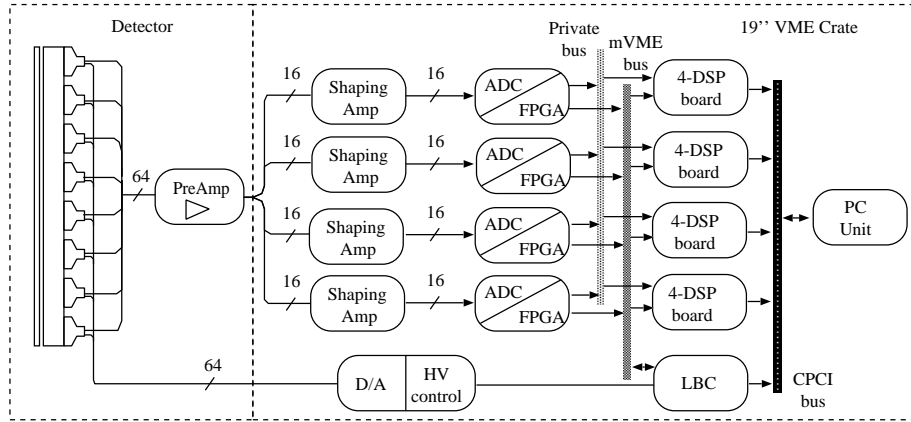 Detector
Private
bus
mVME
bus
19’’ VME Crate
64
PreAmp
16
Shaping
Amp
16
ADC
FPGA
4-DSP
board
16
Shaping
Amp
16
ADC
FPGA
4-DSP
board
16
Shaping
Amp
16
ADC
FPGA
4-DSP
board
16
Shaping
Amp
16
ADC
FPGA
4-DSP
board
PC
Unit
64
D/A
HV
control
LBC
CPCI
bus